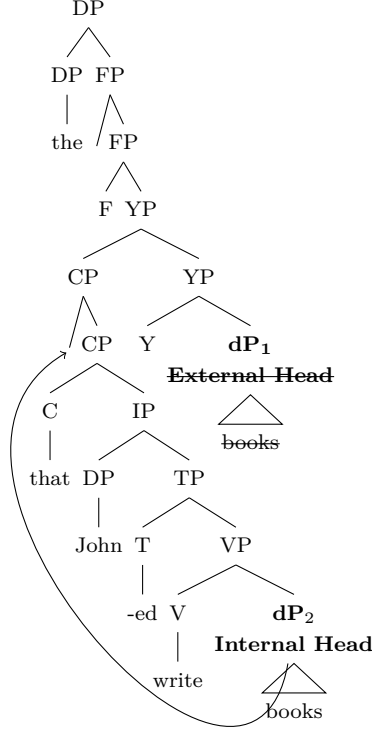 DP
DP FP
the FP
F YP
CP YP
CP Y dP₁
External Head
C IP books
that DP TP
John T VP
-ed V dP₂
Internal Head
write
books